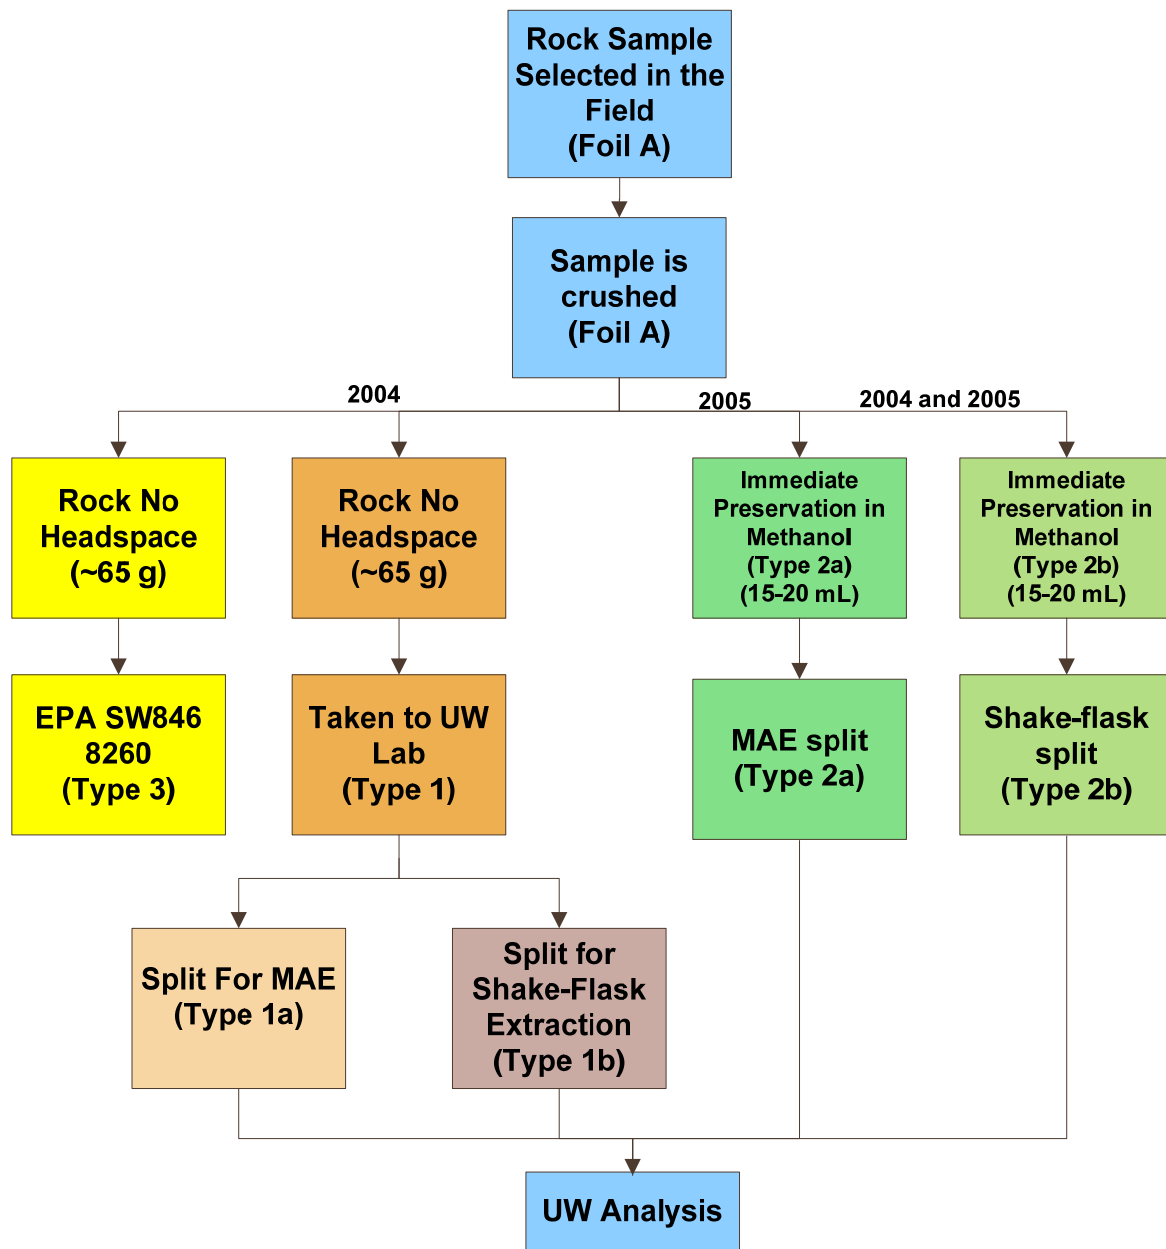 Rock Sample
Selected in the
Field
(Foil A)
Sample is
crushed
(Foil A)
2004
2005
2004 and 2005
Rock No
Headspace
(~65 g)
Rock No
Headspace
(~65 g)
Immediate
Preservation in
Methanol
(Type 2a)
(15-20 mL)
Immediate
Preservation in
Methanol
(Type 2b)
(15-20 mL)
EPA SW846
8260
(Type 3)
Taken to UW
Lab
(Type 1)
MAE split
(Type 2a)
Shake-flask
split
(Type 2b)
Split For MAE
(Type 1a)
Split for
Shake-Flask
Extraction
(Type 1b)
UW Analysis